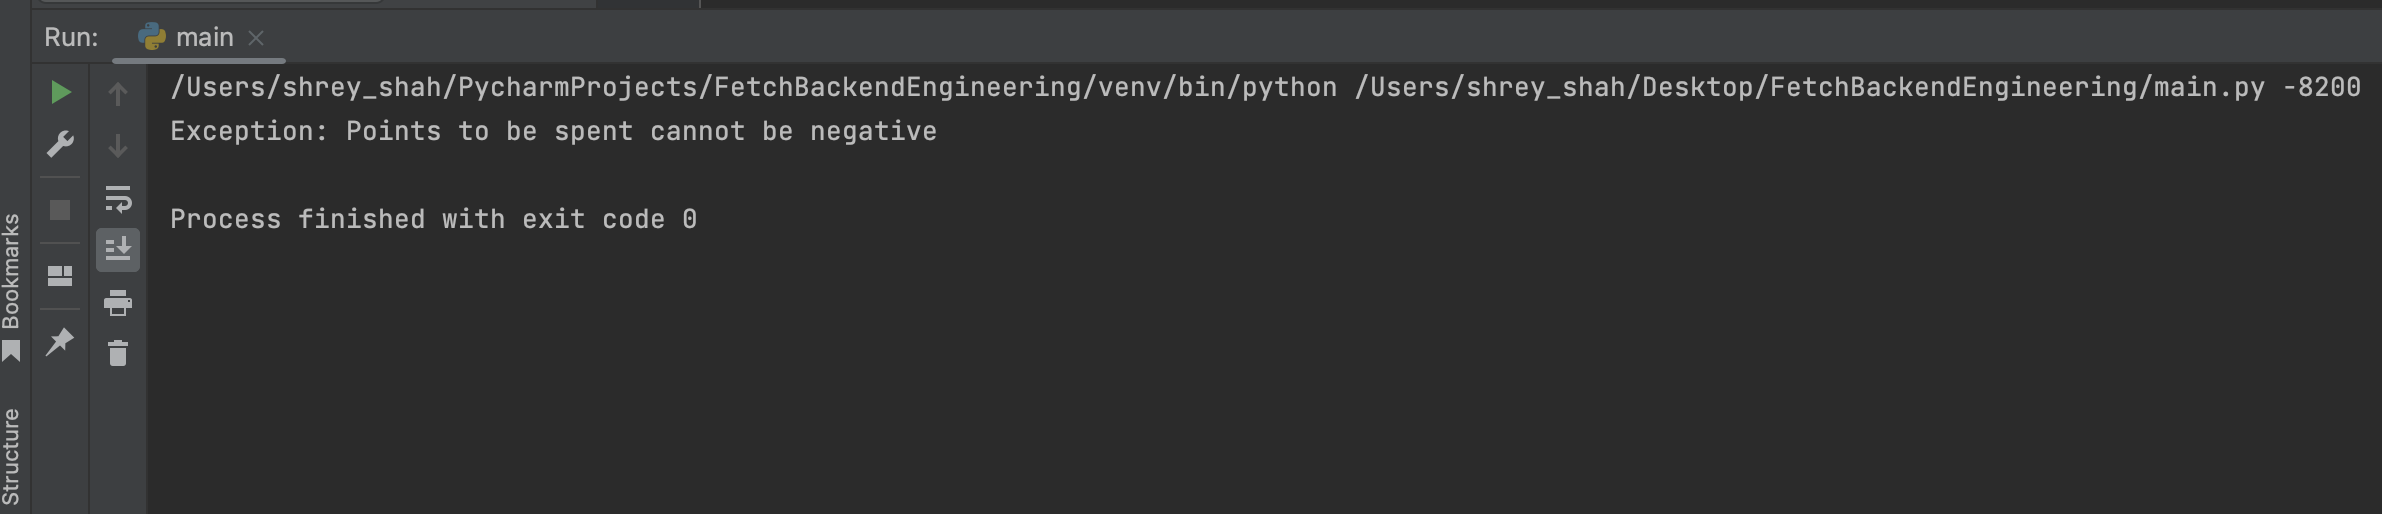 Run: main
/Users/shrey_shah/PycharmProjects/FetchBackendEngineering/venv/bin/python /Users/shrey_shah/Desktop/FetchBackendEngineering/main.py -8200
Exception: Points to be spent cannot be negative
Process finished with exit code 0
Bookmarks
Structure